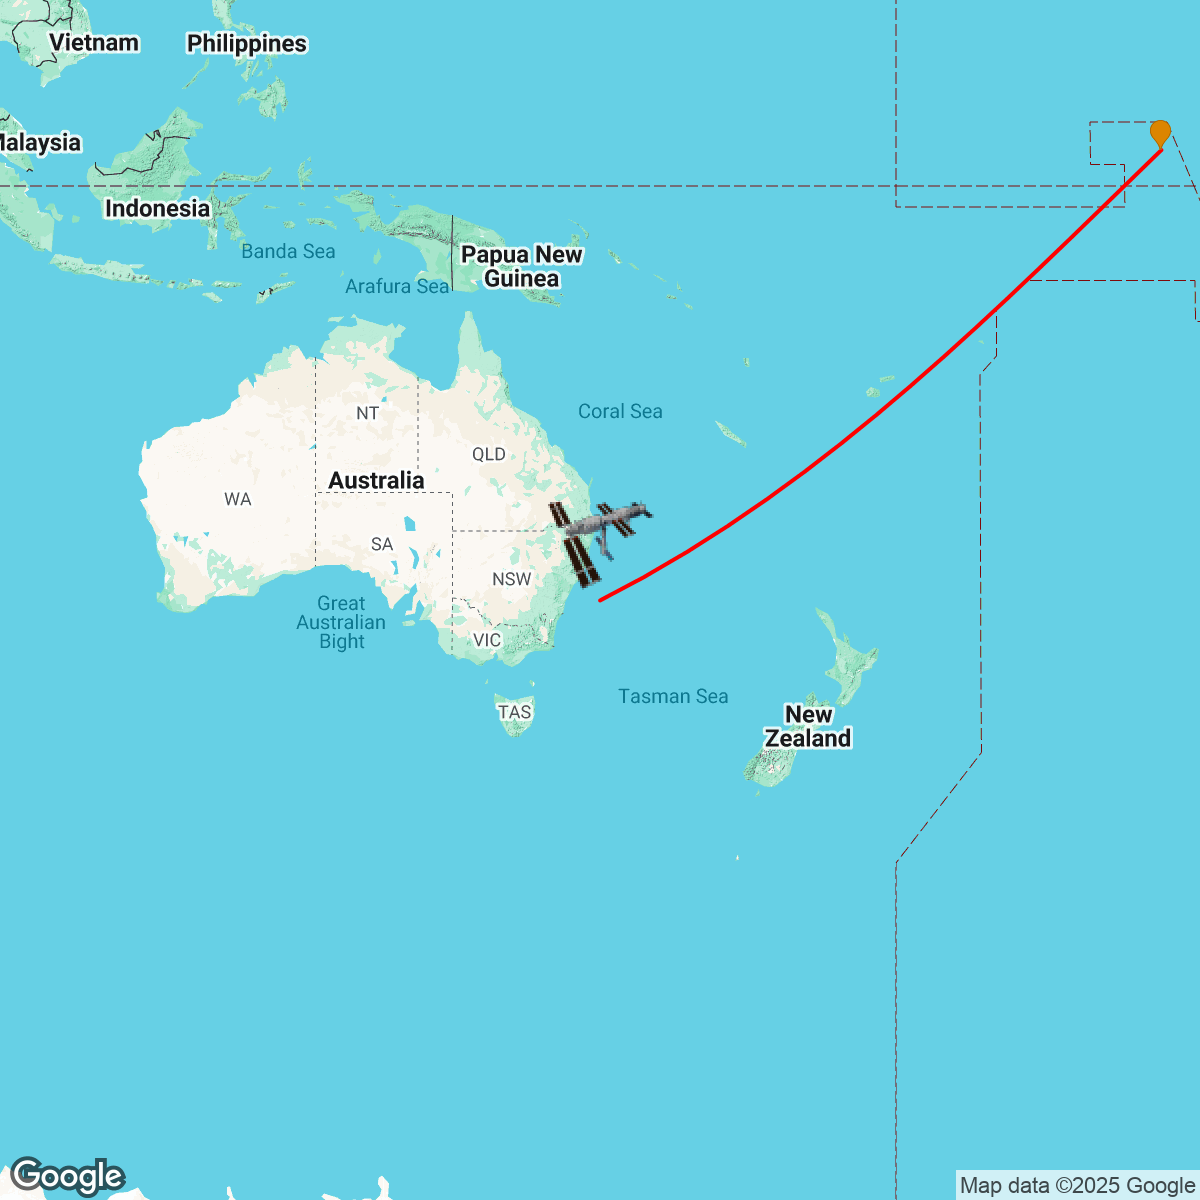 Vietnam
Philippines
Malaysia
Indonesia
Banda Sea
Papua New
Guinea
Arafura Sea
NT
Coral Sea
QLD
Australia
WA
SA
NSW
Great
Australian
Bight
VIC
Tasman Sea
TAS
New
Zealand
Google
Map data ©2025 Google